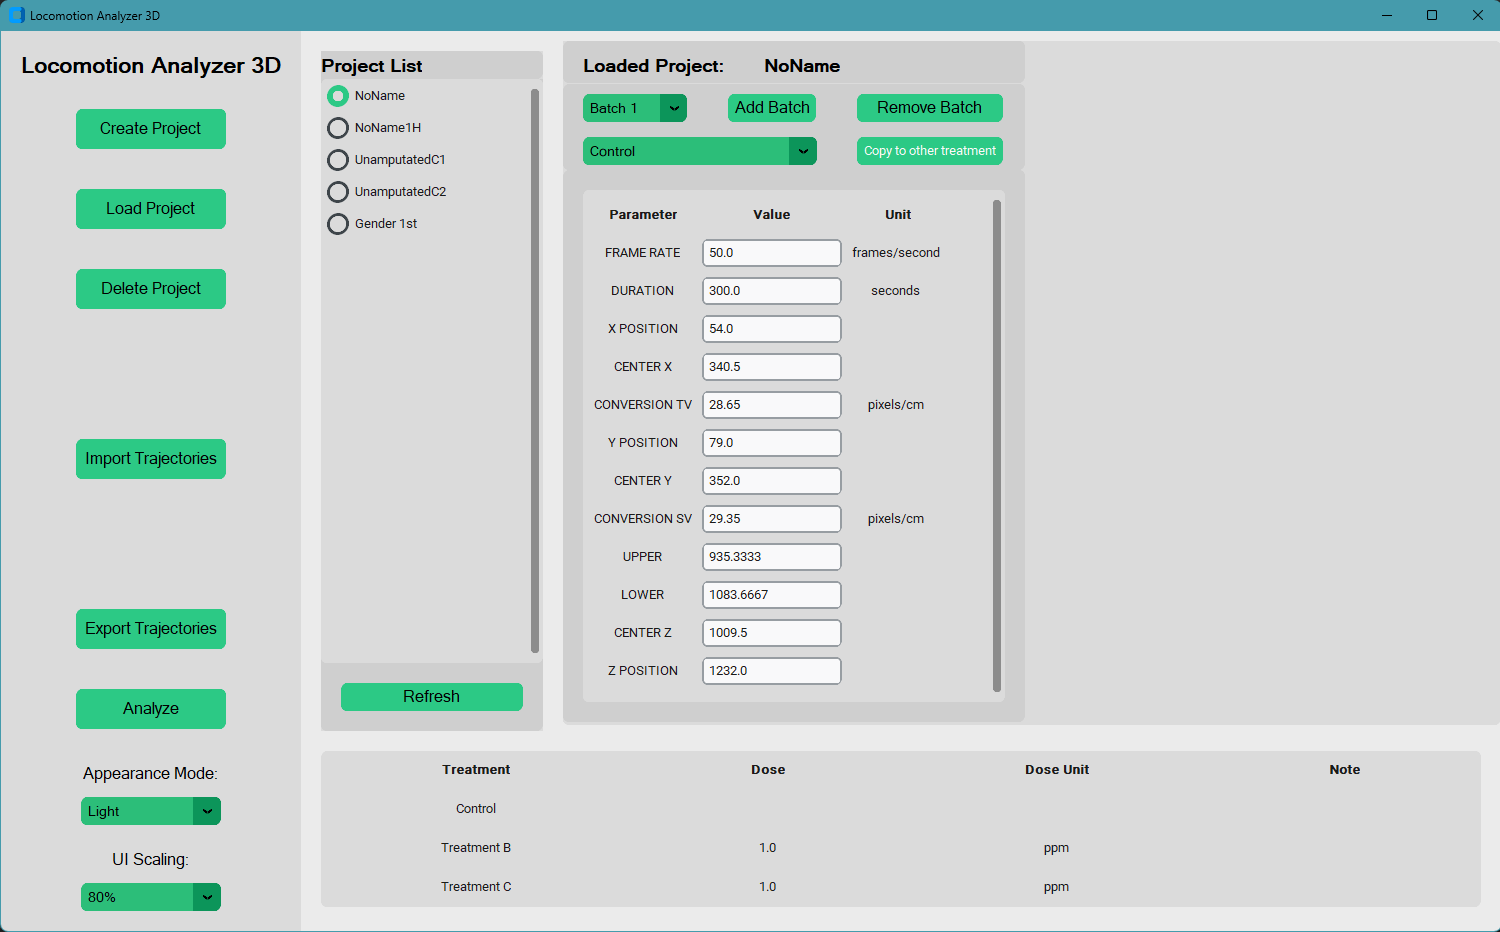 Locomotion Analyzer 3D
Locomotion Analyzer 3D
Create Project
Load Project
Delete Project
Import Trajectories
Export Trajectories
Analyze
Appearance Mode:
Light
UI Scaling:
80%
Project List
NoName
NoName1H
UnamputatedC1
UnamputatedC2
Gender 1st
Refresh
Loaded Project: NoName
Batch 1 Add Batch Remove Batch
Control Copy to other treatment
Parameter Value Unit
FRAME RATE 50.0 frames/second
DURATION 300.0 seconds
X POSITION 54.0
CENTER X 340.5
CONVERSION TV 28.65 pixels/cm
Y POSITION 79.0
CENTER Y 352.0
CONVERSION SV 29.35 pixels/cm
UPPER 935.3333
LOWER 1083.6667
CENTER Z 1009.5
Z POSITION 1232.0
Treatment Dose Dose Unit Note
Control
Treatment B 1.0 ppm
Treatment C 1.0 ppm